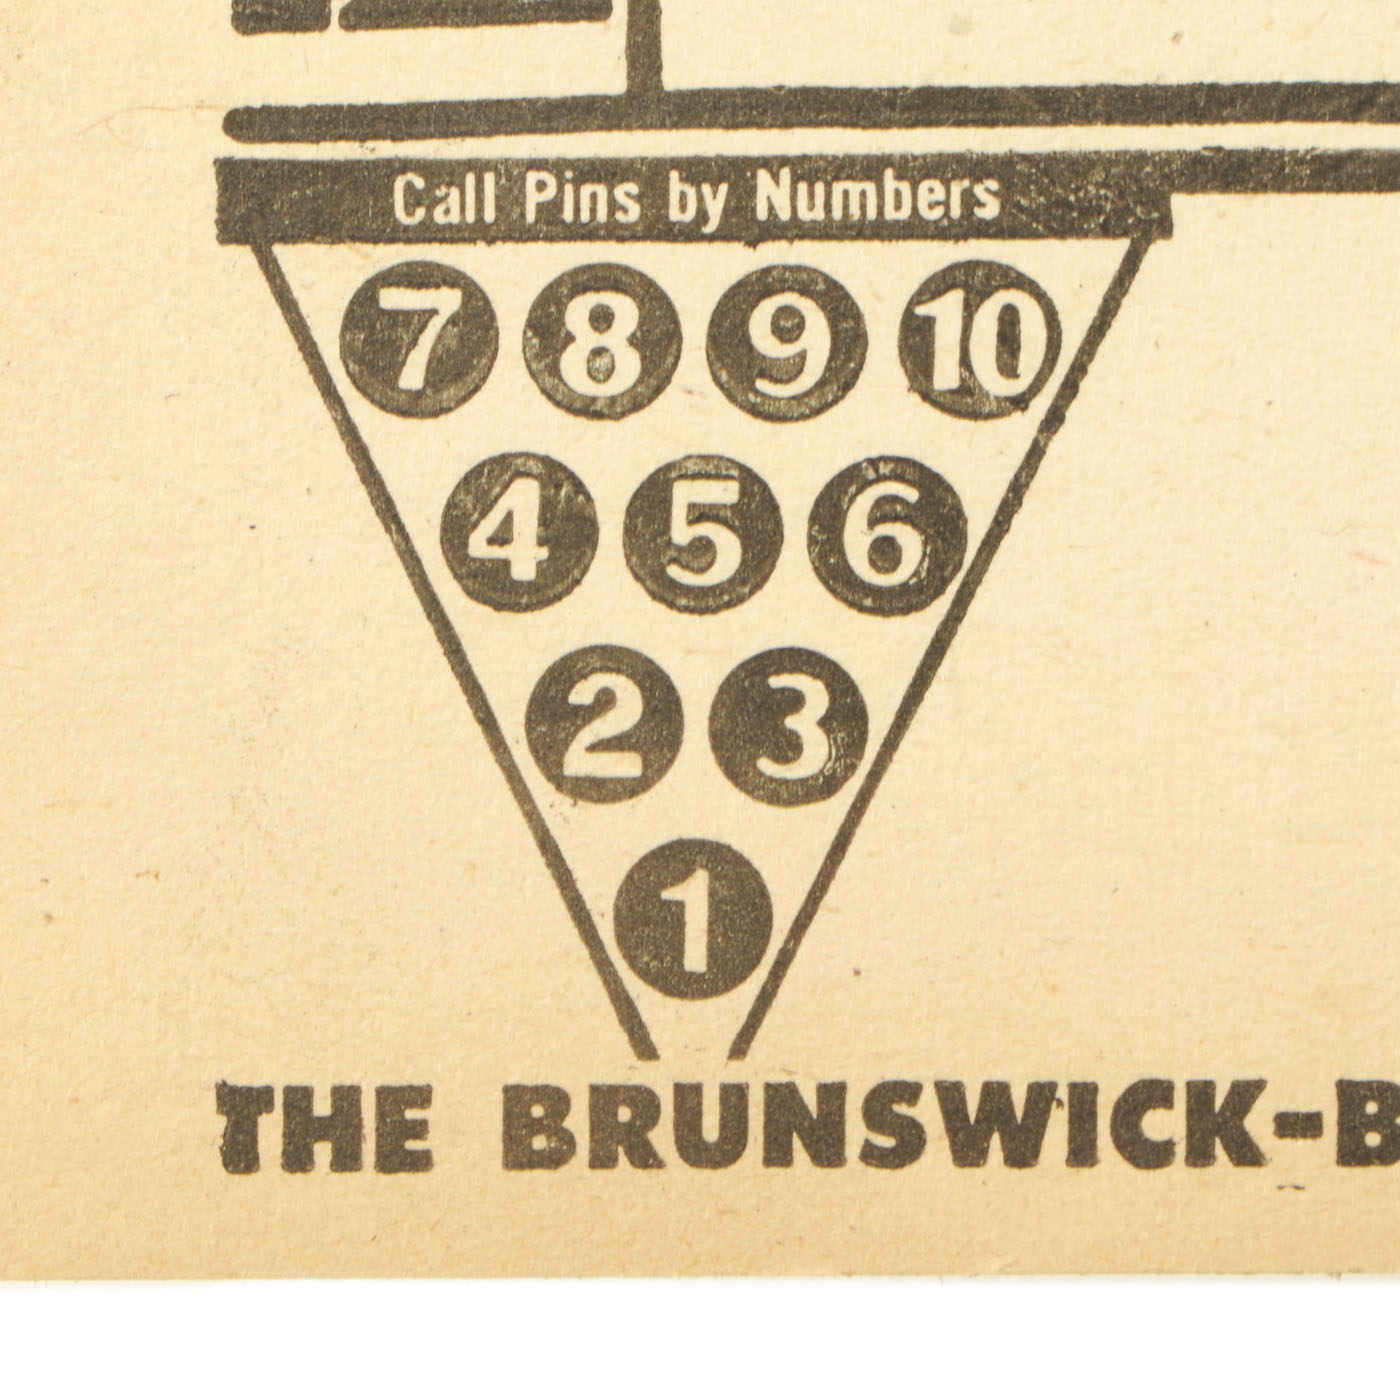 Call Pins by Numbers
7 8 9 10
4 5 6
2 3
1
THE BRUNSWICK-B